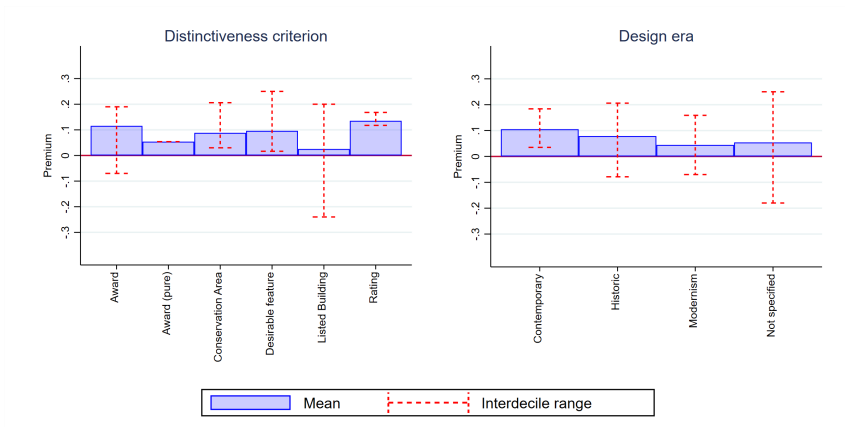 Distinctiveness criterion
Premium
.3
.2
.1
0
-.1
-.2
-.3
Award
Award (pure)
Conservation Area
Desirable feature
Listed Building
Rating
Design era
Premium
.3
.2
.1
0
-.1
-.2
-.3
Contemporary
Historic
Modernism
Not specified
Mean
Interdecile range